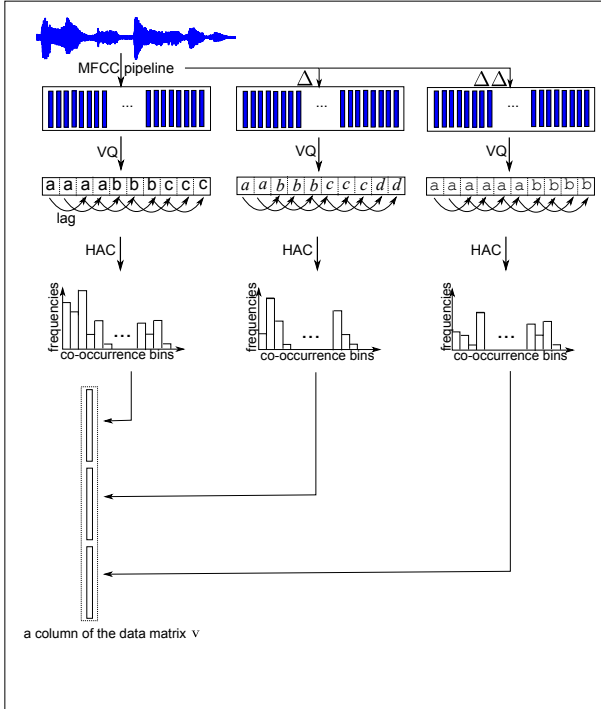 MFCC pipeline
Δ
Δ Δ
... ... ...
VQ VQ VQ
a a a a b b b c c c
a a b b b c c c d d
a a a a a a b b b b
lag
HAC HAC HAC
frequencies
...
co-occurrence bins
frequencies
...
co-occurrence bins
frequencies
...
co-occurrence bins
a column of the data matrix V